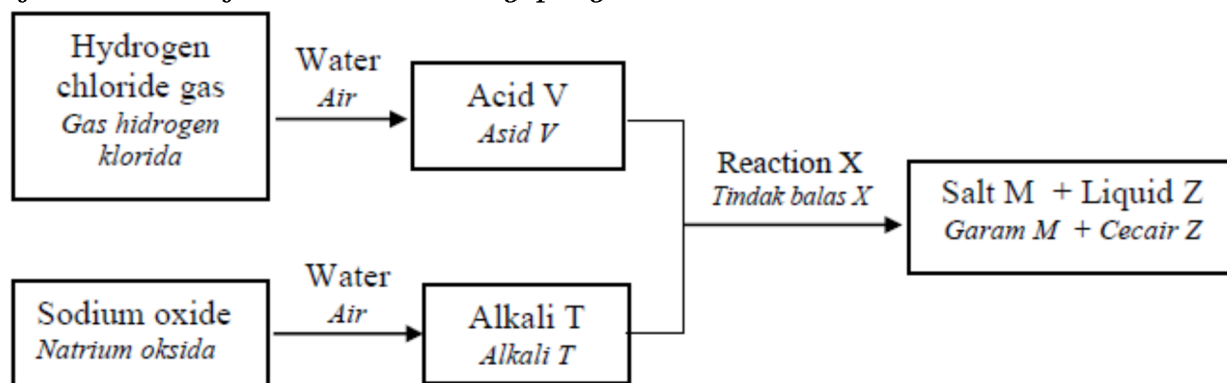 Hydrogen
chloride gas
Gas hidrogen
klorida
Water
Air
Acid V
Asid V
Reaction X
Tindak balas X
Salt M + Liquid Z
Garam M + Cecair Z
Sodium oxide
Natrium oksida
Water
Air
Alkali T
Alkali T